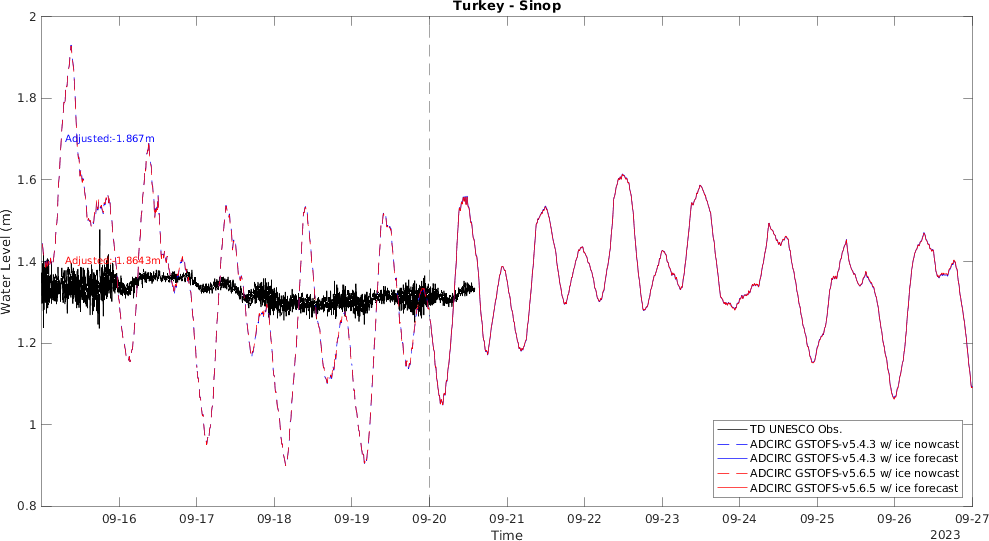 Turkey - Sinop
2
1.8
1.6
1.4
1.2
1
0.8
Water Level (m)
Adjusted:-1.867m
Adjusted:-1.8643m
TD UNESCO Obs.
ADCIRC GSTOFS-v5.4.3 w/ ice nowcast
ADCIRC GSTOFS-v5.4.3 w/ ice forecast
ADCIRC GSTOFS-v5.6.5 w/ ice nowcast
ADCIRC GSTOFS-v5.6.5 w/ ice forecast
09-16 09-17 09-18 09-19 09-20 09-21 09-22 09-23 09-24 09-25 09-26 09-27
Time
2023